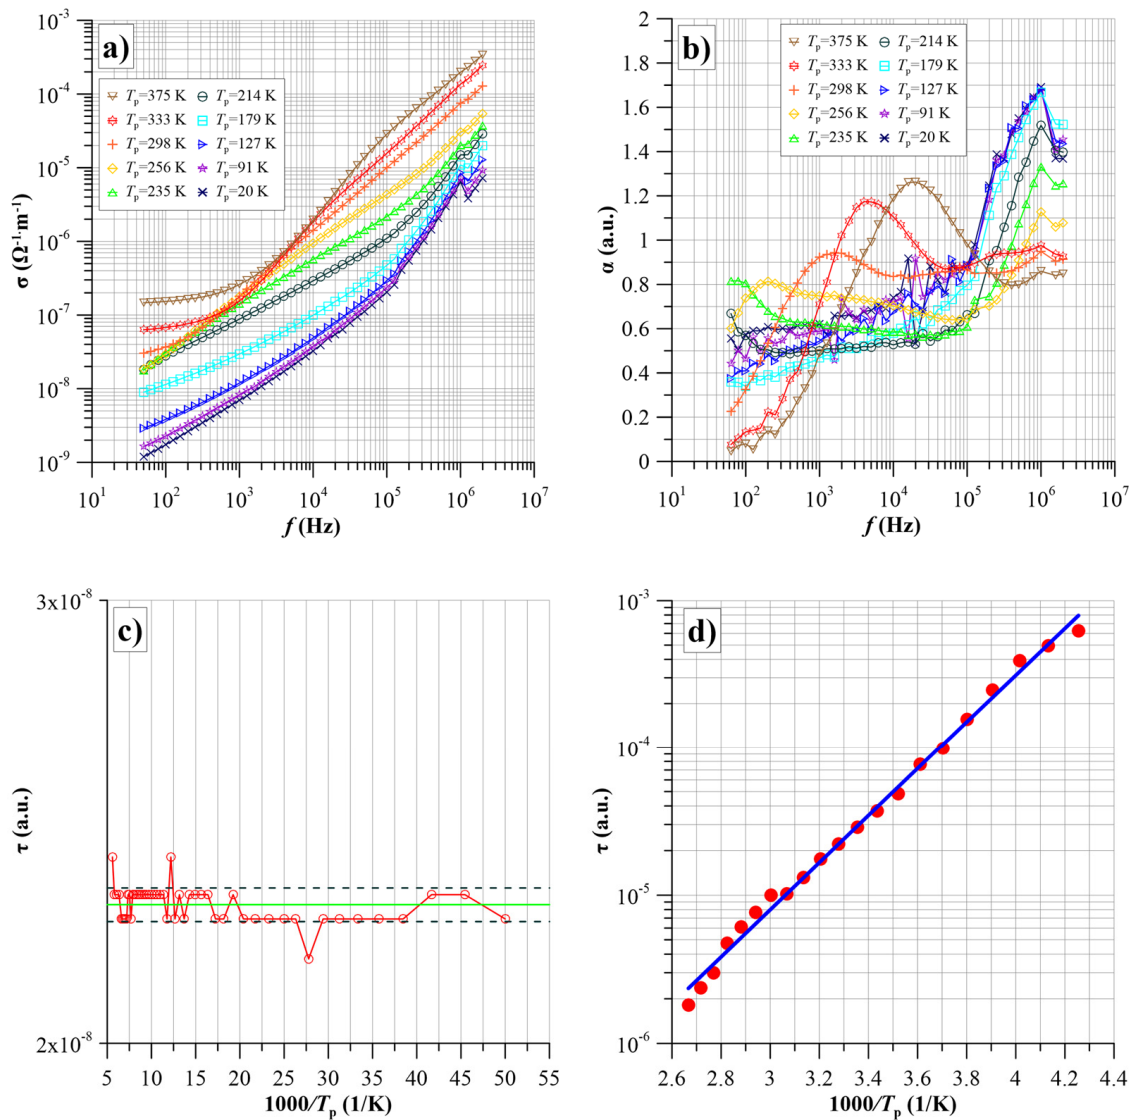 a)
σ (Ω⁻¹·m⁻¹)
10⁻³
10⁻⁴
10⁻⁵
10⁻⁶
10⁻⁷
10⁻⁸
10⁻⁹
Tp=375 K Tp=214 K
Tp=333 K Tp=179 K
Tp=298 K Tp=127 K
Tp=256 K Tp=91 K
Tp=235 K Tp=20 K
10¹ 10² 10³ 10⁴ 10⁵ 10⁶ 10⁷
f (Hz)
b)
α (a.u.)
2
1.8
1.6
1.4
1.2
1
0.8
0.6
0.4
0.2
0
Tp=375 K Tp=214 K
Tp=333 K Tp=179 K
Tp=298 K Tp=127 K
Tp=256 K Tp=91 K
Tp=235 K Tp=20 K
10¹ 10² 10³ 10⁴ 10⁵ 10⁶ 10⁷
f (Hz)
c)
τ (a.u.)
3x10⁻⁸
2x10⁻⁸
5 10 15 20 25 30 35 40 45 50 55
1000/Tp (1/K)
d)
τ (a.u.)
10⁻³
10⁻⁴
10⁻⁵
10⁻⁶
2.6 2.8 3 3.2 3.4 3.6 3.8 4 4.2 4.4
1000/Tp (1/K)